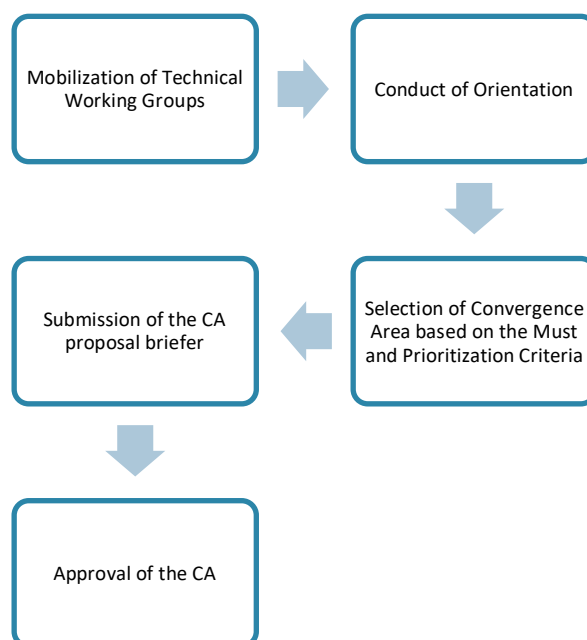 Mobilization of Technical
Working Groups
Conduct of Orientation
Selection of Convergence
Area based on the Must
and Prioritization Criteria
Submission of the CA
proposal briefer
Approval of the CA